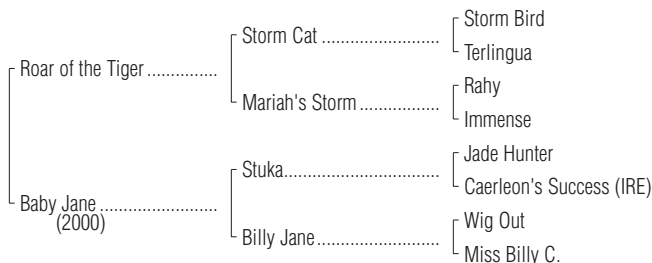 Storm Bird
Storm Cat ..............................
Terlingua
Roar of the Tiger ..................
Rahy
Mariah's Storm ....................
Immense
Jade Hunter
Stuka.......................................
Caerleon's Success (IRE)
Baby Jane ..............................
(2000)
Wig Out
Billy Jane...............................
Miss Billy C.